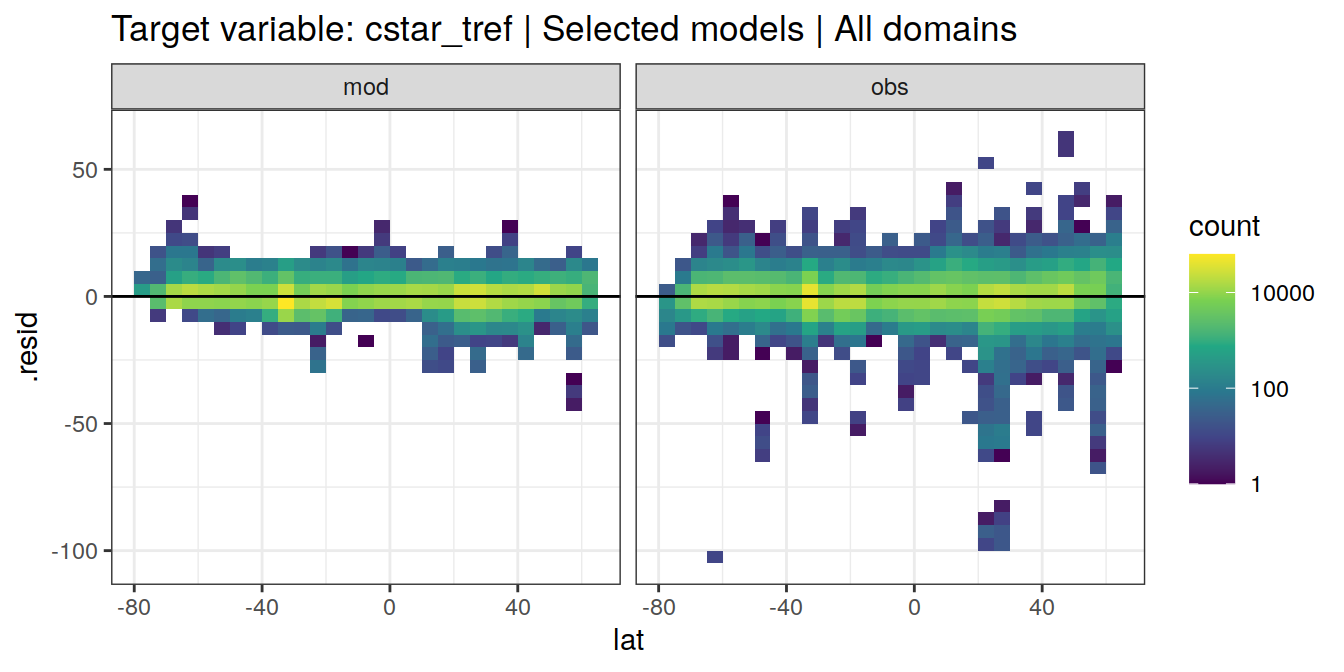 Target variable: cstar_tref | Selected models | All domains
mod
obs
.resid
50
0
-50
-100
-80
-40
0
40
-80
-40
0
40
lat
count
10000
100
1